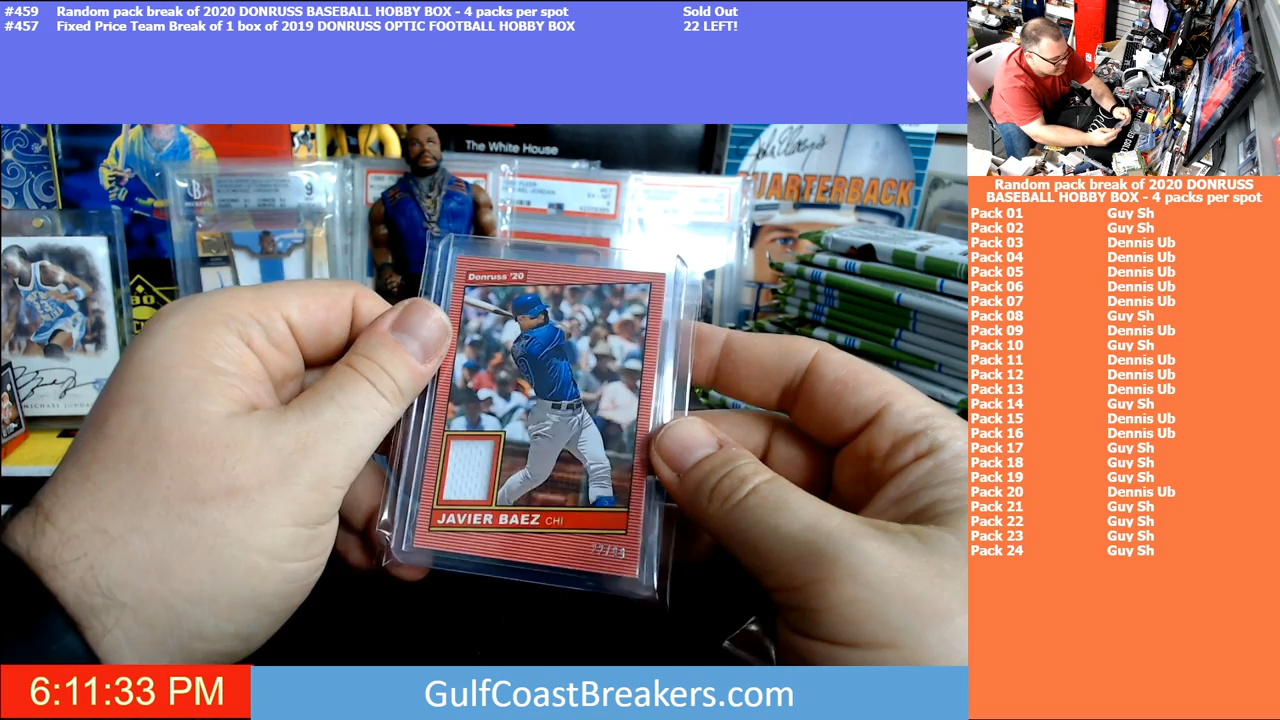 #459 Random pack break of 2020 DONRUSS BASEBALL HOBBY BOX - 4 packs per spot Sold Out
#457 Fixed Price Team Break of 1 box of 2019 DONRUSS OPTIC FOOTBALL HOBBY BOX 22 LEFT!
The White House
QUARTERBACK
9
Donruss '20
JAVIER BAEZ CHI
MICHAEL JORDAN
Random pack break of 2020 DONRUSS
BASEBALL HOBBY BOX - 4 packs per spot
Pack 01 Guy Sh
Pack 02 Guy Sh
Pack 03 Dennis Ub
Pack 04 Dennis Ub
Pack 05 Dennis Ub
Pack 06 Dennis Ub
Pack 07 Dennis Ub
Pack 08 Guy Sh
Pack 09 Dennis Ub
Pack 10 Guy Sh
Pack 11 Dennis Ub
Pack 12 Dennis Ub
Pack 13 Dennis Ub
Pack 14 Guy Sh
Pack 15 Dennis Ub
Pack 16 Dennis Ub
Pack 17 Guy Sh
Pack 18 Guy Sh
Pack 19 Guy Sh
Pack 20 Dennis Ub
Pack 21 Guy Sh
Pack 22 Guy Sh
Pack 23 Guy Sh
Pack 24 Guy Sh
6:11:33 PM
GulfCoastBreakers.com